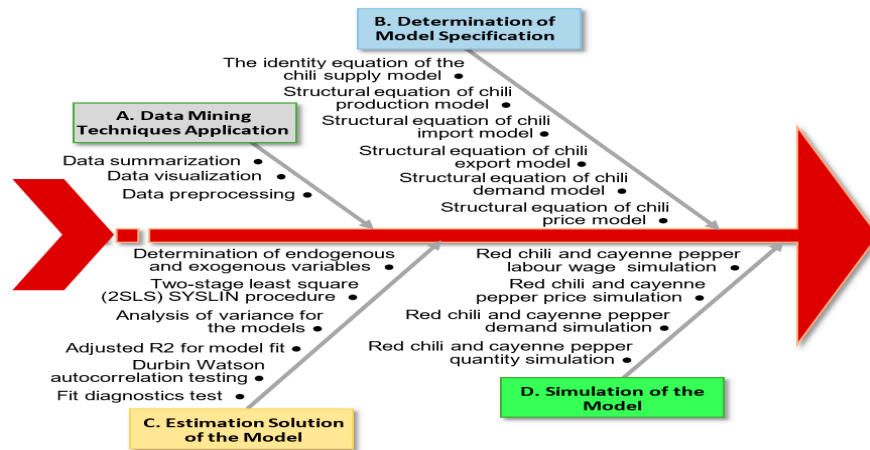 B. Determination of
Model Specification
The identity equation of the
chili supply model ●
Structural equation of chili
production model ●
Structural equation of chili
import model ●
Structural equation of chili
export model ●
Structural equation of chili
demand model ●
Structural equation of chili
price model ●
A. Data Mining
Techniques Application
Data summarization ●
Data visualization ●
Data preprocessing ●
Determination of endogenous
and exogenous variables ●
Two-stage least square
(2SLS) SYSLIN procedure ●
Analysis of variance for
the models ●
Adjusted R2 for model fit ●
Durbin Watson
autocorrelation testing ●
Fit diagnostics test ●
C. Estimation Solution
of the Model
Red chili and cayenne pepper
labour wage simulation ●
Red chili and cayenne
pepper price simulation ●
Red chili and cayenne pepper
demand simulation ●
Red chili and cayenne pepper
quantity simulation ●
D. Simulation of the
Model